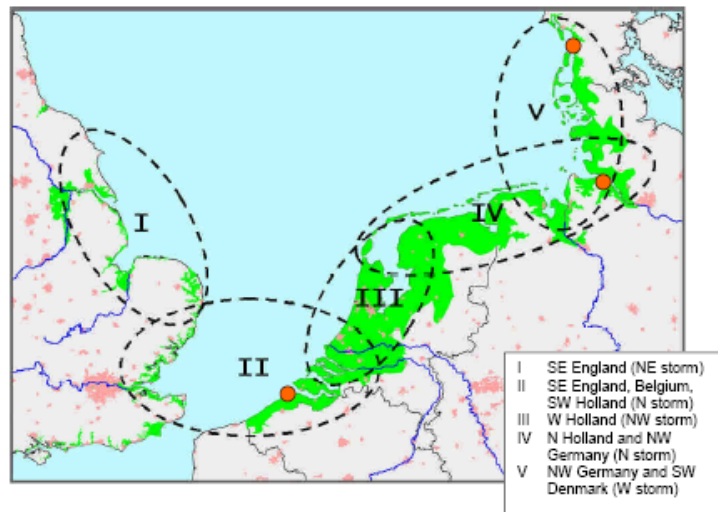 V
IV
I
III
II
I SE England (NE storm)
II SE England, Belgium,
SW Holland (N storm)
III W Holland (NW storm)
IV N Holland and NW
Germany (N storm)
V NW Germany and SW
Denmark (W storm)